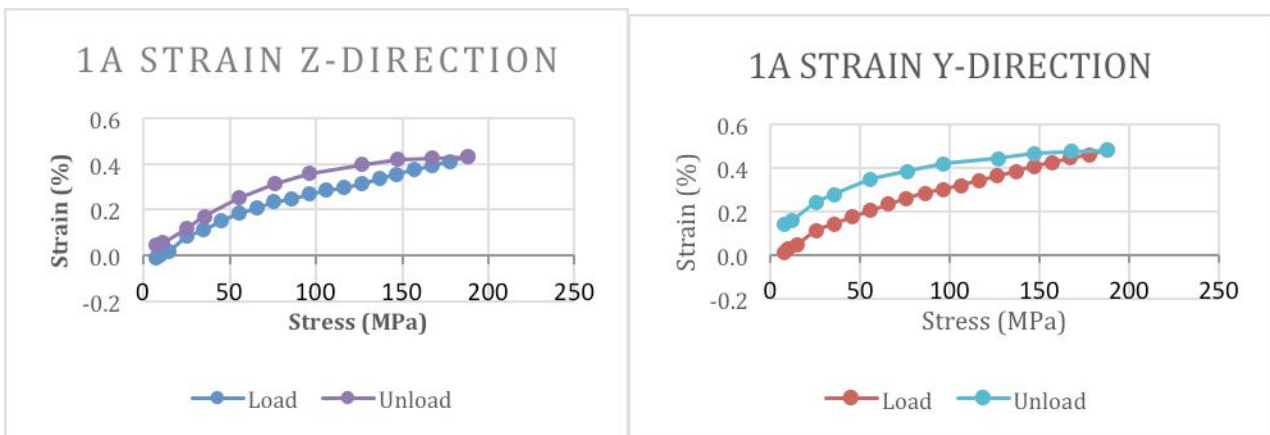 1A STRAIN Z-DIRECTION
Strain (%)
0.6
0.4
0.2
0.0
-0.2
0 50 100 150 200 250
Stress (MPa)
Load Unload
1A STRAIN Y-DIRECTION
Strain (%)
0.6
0.4
0.2
0.0
-0.2
0 50 100 150 200 250
Stress (MPa)
Load Unload